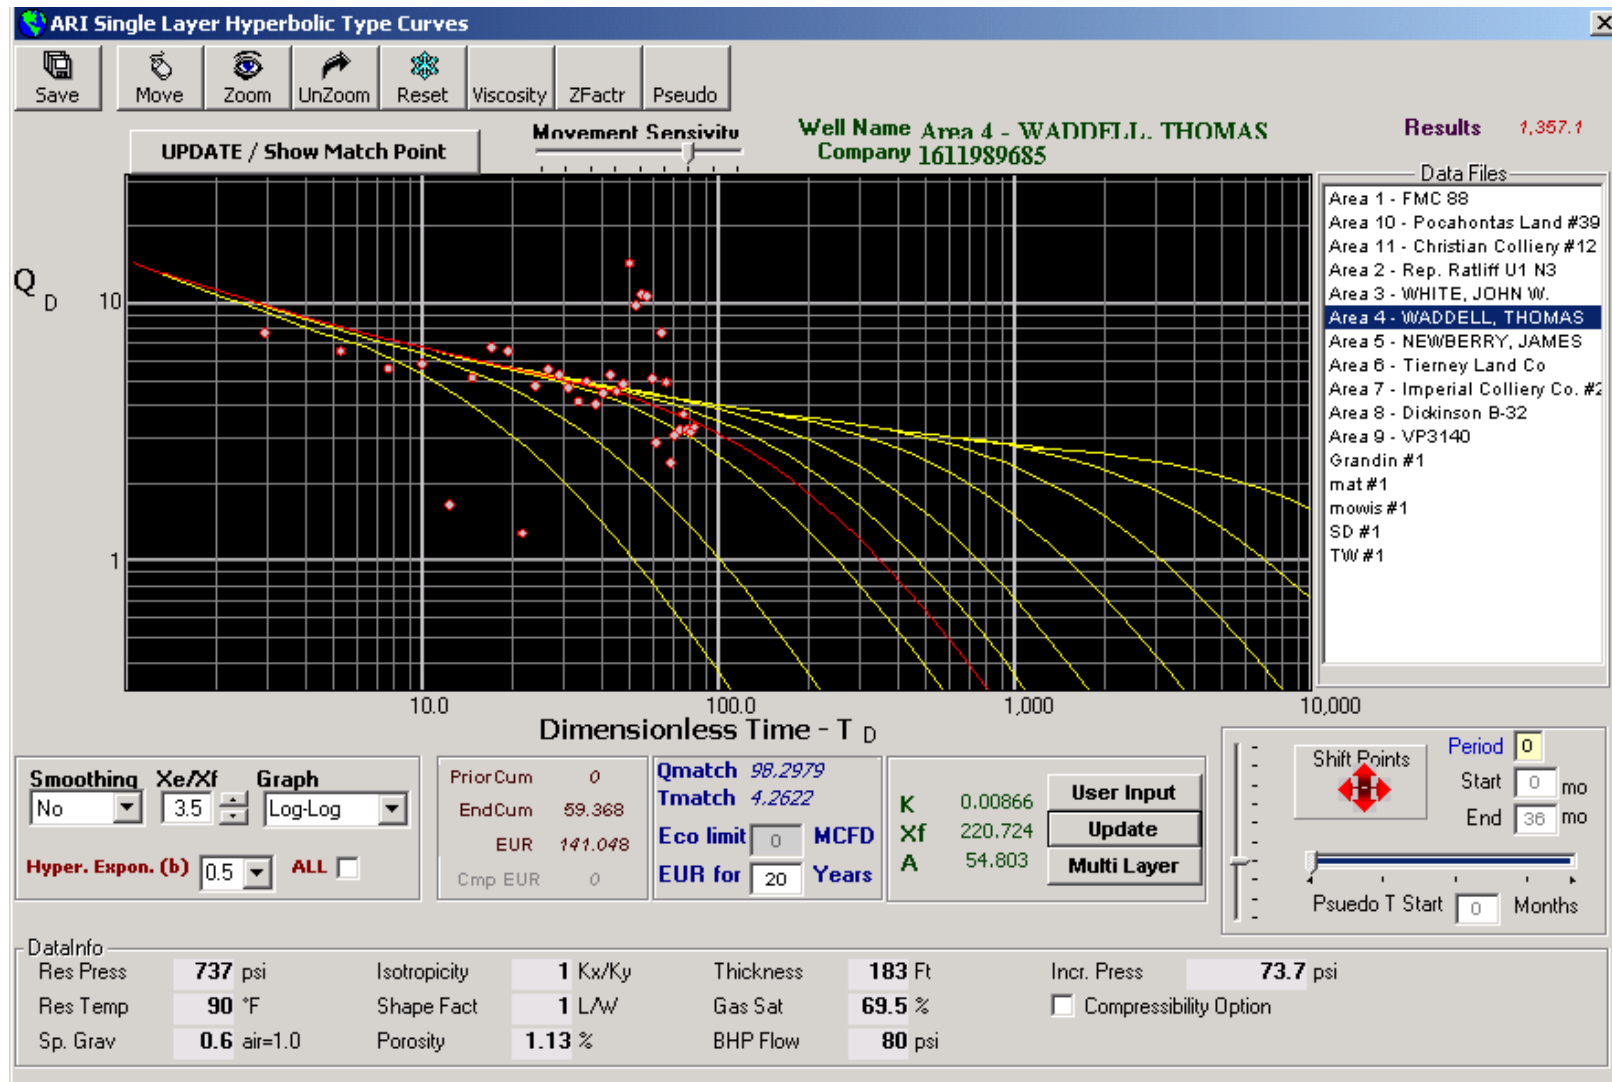 ARI Single Layer Hyperbolic Type Curves
Save Move Zoom UnZoom Reset Viscosity ZFactr Pseudo
UPDATE / Show Match Point
Movement Sensivity
Well Name Area 4 - WADDELL, THOMAS
Company 1611989685
Results 1,357.1
Data Files
Area 1 - FMC 88
Area 10 - Pocahontas Land #39
Area 11 - Christian Colliery #12
Area 2 - Rep. Ratliff U1 N3
Area 3 - WHITE, JOHN W.
Area 4 - WADDELL, THOMAS
Area 5 - NEWBERRY, JAMES
Area 6 - Tierney Land Co
Area 7 - Imperial Colliery Co. #2
Area 8 - Dickinson B-32
Area 9 - VP3140
Grandin #1
mat #1
mowis #1
SD #1
TW #1
Q D
10
1
10.0 100.0 1,000 10,000
Dimensionless Time - T D
Smoothing Xe/Xf Graph
No 3.5 Log-Log
Hyper. Expon. (b) 0.5 ALL
PriorCum 0
EndCum 59.368
EUR 141.048
Cmp EUR 0
Qmatch 98.2979
Tmatch 4.2622
Eco limit 0 MCFD
EUR for 20 Years
K 0.00866
Xf 220.724
A 54.803
User Input
Update
Multi Layer
Shift Points
Period 0
Start 0 mo
End 36 mo
Psuedo T Start 0 Months
DataInfo
Res Press 737 psi Isotropicity 1 Kx/Ky Thickness 183 Ft Incr. Press 73.7 psi
Res Temp 90 °F Shape Fact 1 L/W Gas Sat 69.5 % Compressibility Option
Sp. Grav 0.6 air=1.0 Porosity 1.13 % BHP Flow 80 psi